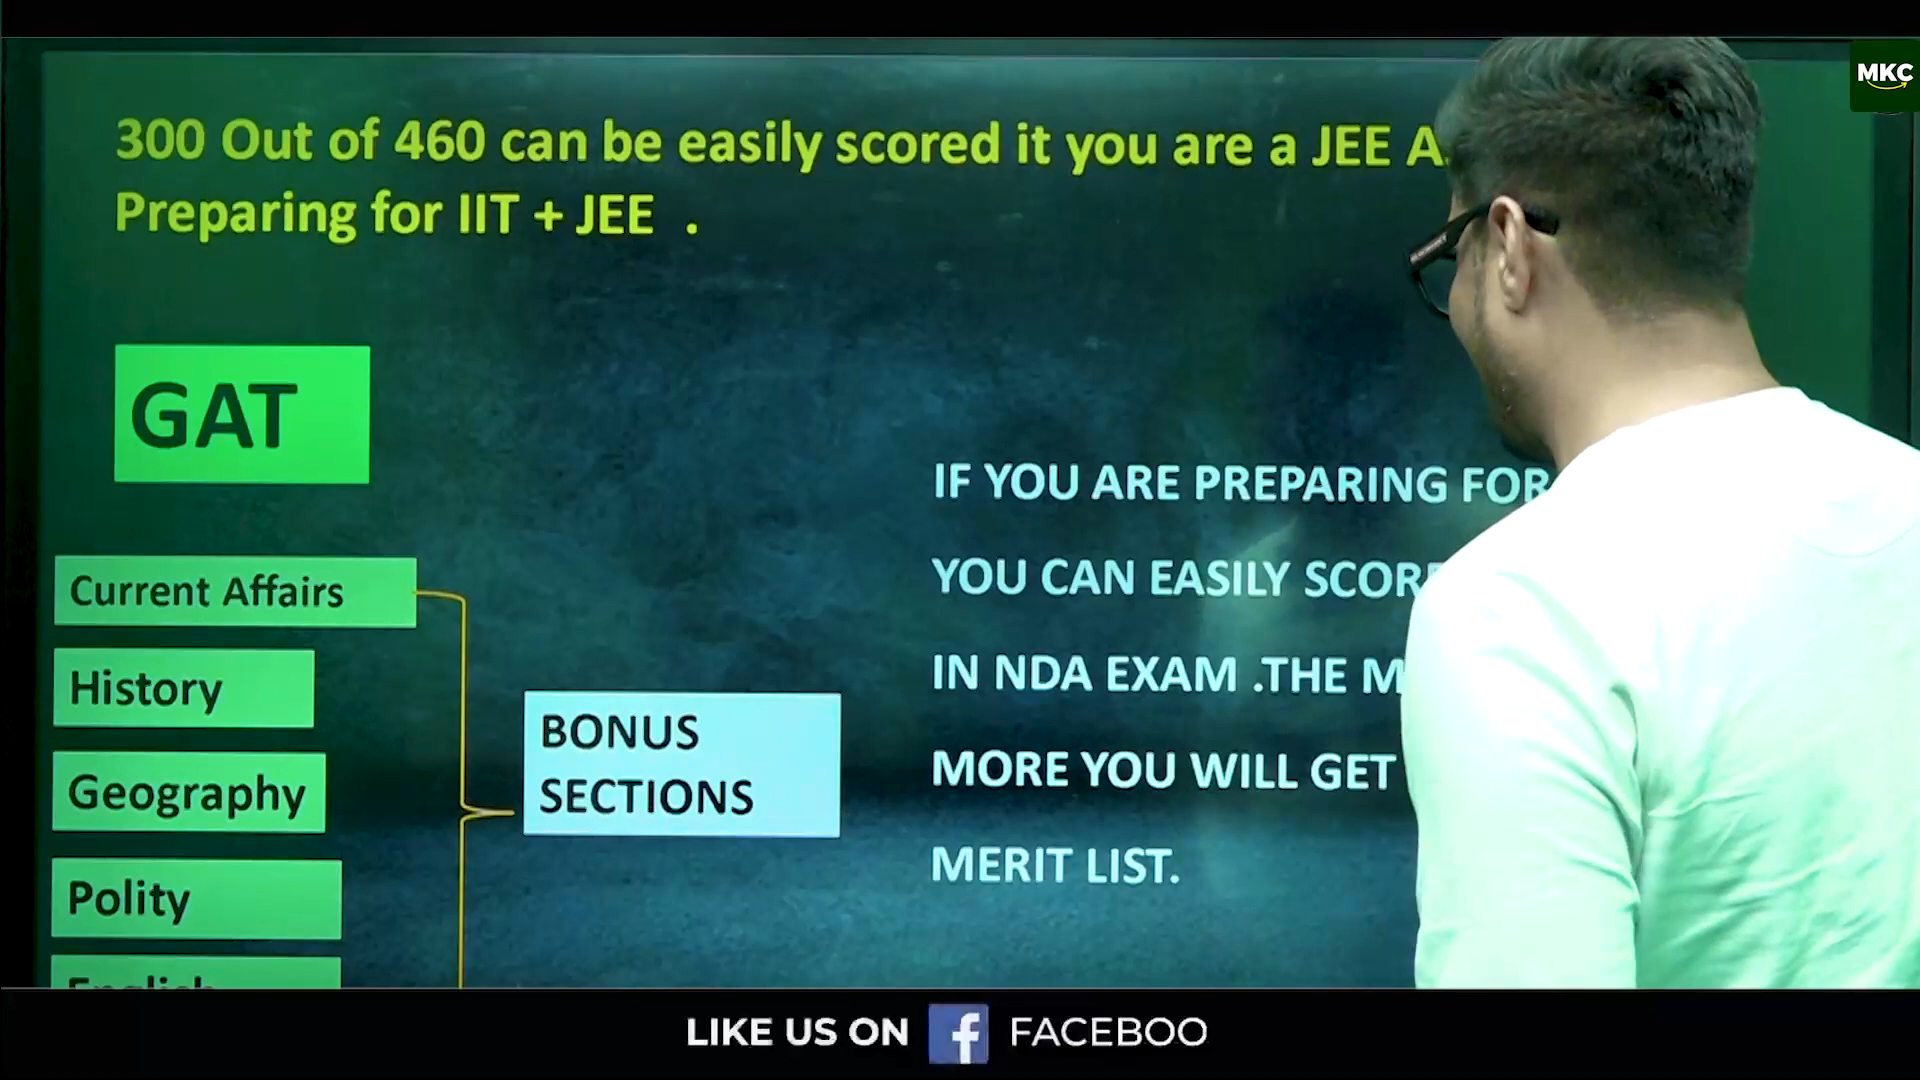 MKC
300 Out of 460 can be easily scored it you are a JEE
Preparing for IIT + JEE .
GAT
IF YOU ARE PREPARING FOR
YOU CAN EASILY
IN NDA EXAM .THE
MORE YOU WILL GET
MERIT LIST.
Current Affairs
History
Geography
Polity
BONUS
SECTIONS
LIKE US ON f FACEBOO